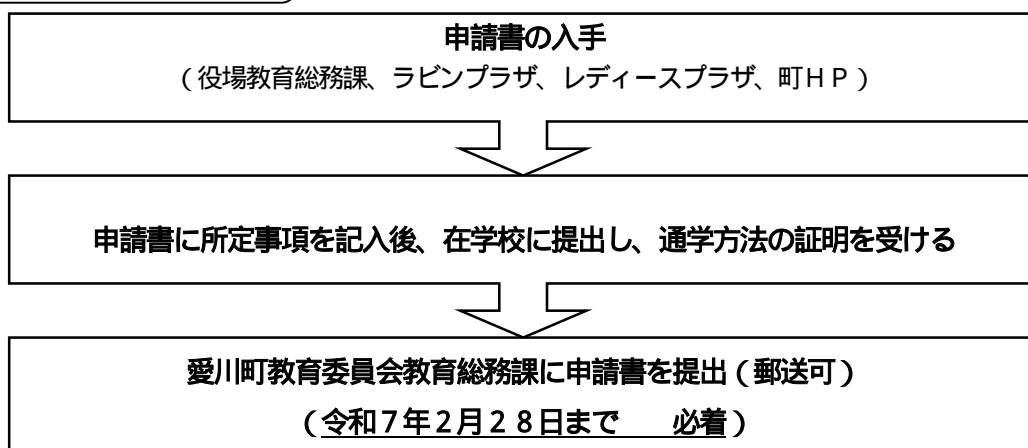 申請書の入手
（役場教育総務課、ラビンプラザ、レディースプラザ、町ＨＰ）
申請書に所定事項を記入後、在学校に提出し、通学方法の証明を受ける
愛川町教育委員会教育総務課に申請書を提出（郵送可）
（令和７年２月２８日まで　　必着）